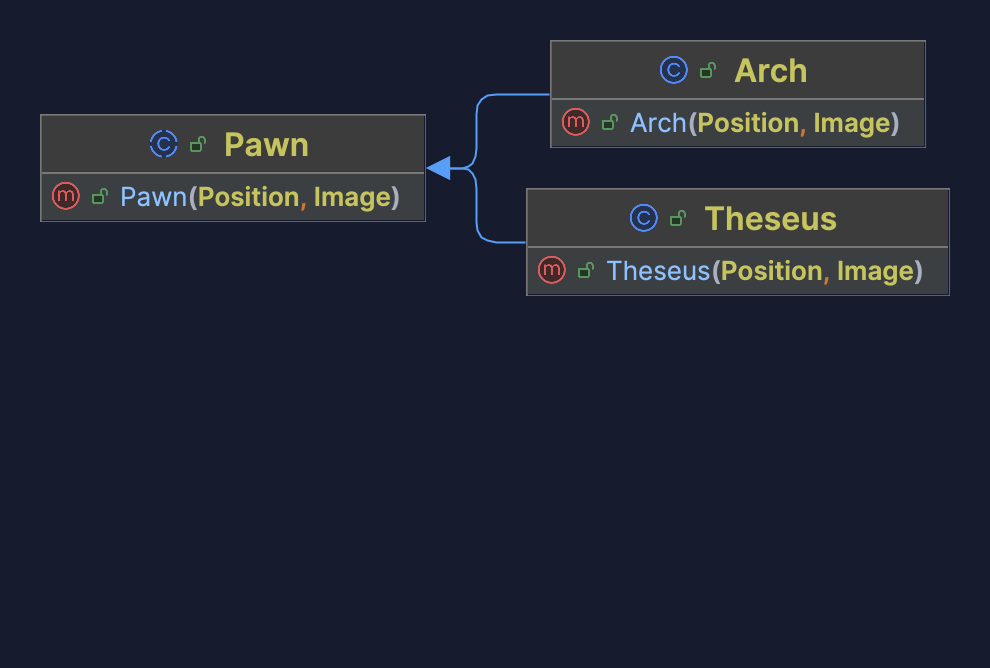 Pawn
Pawn(Position, Image)
Arch
Arch(Position, Image)
Theseus
Theseus(Position, Image)